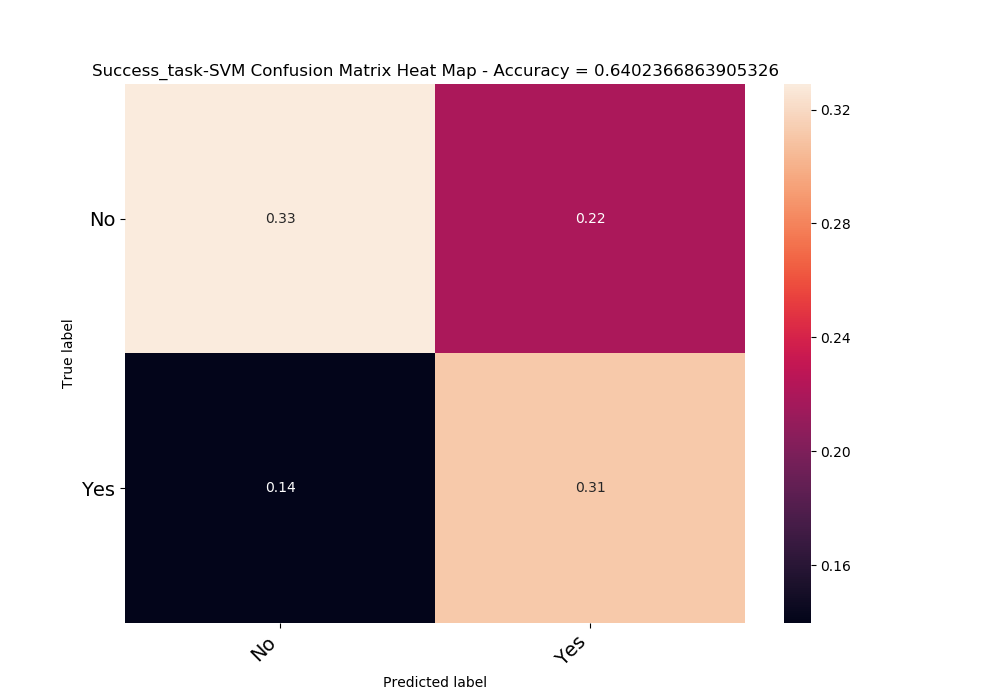 Success_task-SVM Confusion Matrix Heat Map - Accuracy = 0.6402366863905326
No
0.33
0.22
Yes
0.14
0.31
True label
No
Yes
Predicted label
0.32
0.28
0.24
0.20
0.16